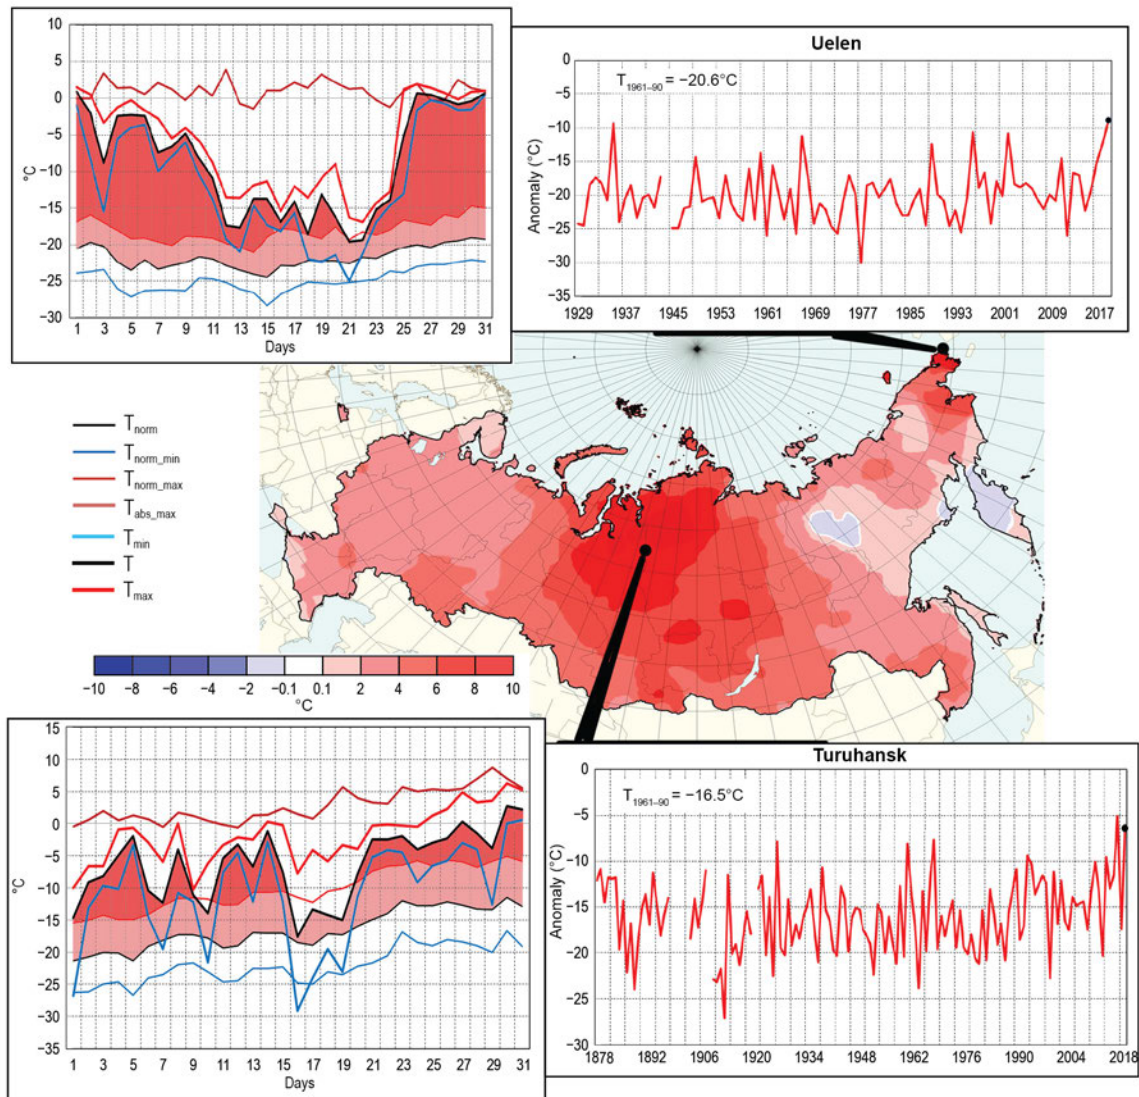 10
5
0
−5
−10
−15
−20
−25
−30
°C
1 3 5 7 9 11 13 15 17 19 21 23 25 27 29 31
Days
Uelen
T1961–90 = −20.6°C
0
−5
−10
−15
−20
−25
−30
−35
Anomaly (°C)
1929 1937 1945 1953 1961 1969 1977 1985 1993 2001 2009 2017
Tnorm
Tnorm_min
Tnorm_max
Tabs_max
Tmin
T
Tmax
−10 −8 −6 −4 −2 −0.1 0.1 2 4 6 8 10
°C
15
10
5
0
−5
−10
−15
−20
−25
−30
−35
°C
1 3 5 7 9 11 13 15 17 19 21 23 25 27 29 31
Days
Turuhansk
T1961–90 = −16.5°C
0
−5
−10
−15
−20
−25
−30
Anomaly (°C)
1878 1892 1906 1920 1934 1948 1962 1976 1990 2004 2018